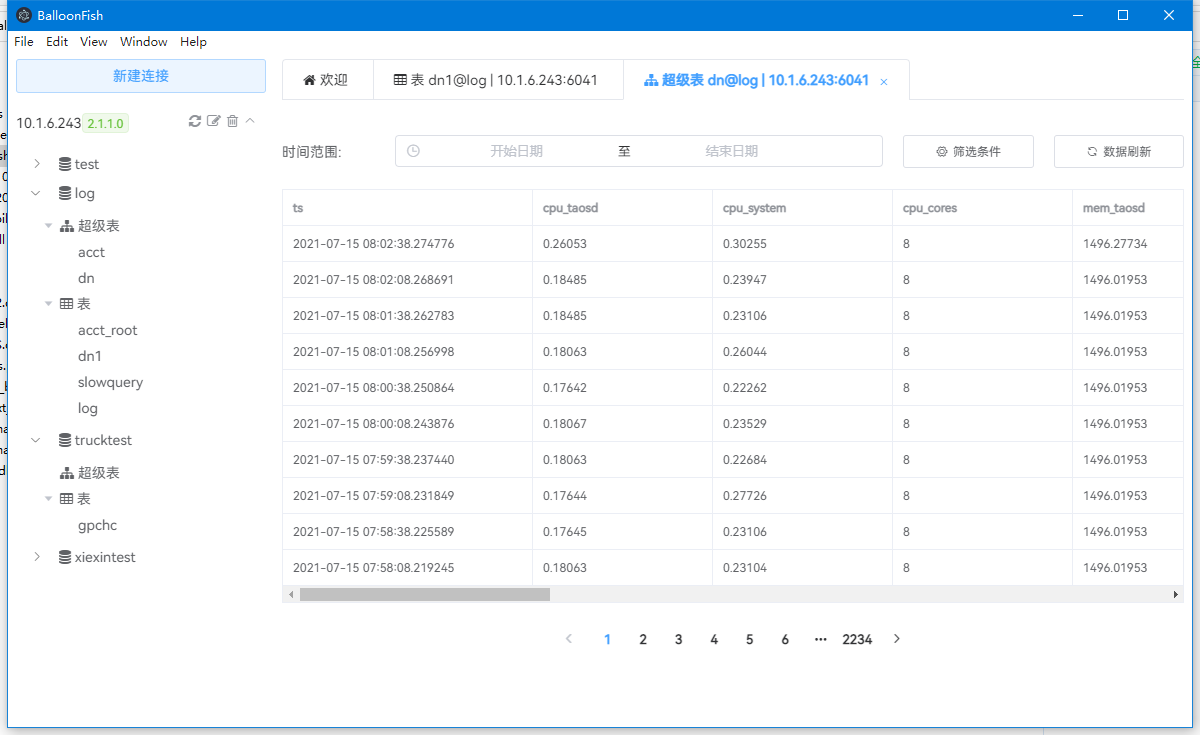 BalloonFish
File Edit View Window Help
新建连接
10.1.6.243 2.1.1.0
test
log
超级表
acct
dn
表
acct_root
dn1
slowquery
log
trucktest
超级表
表
gpchc
xiexintest
欢迎 表 dn1@log | 10.1.6.243:6041 超级表 dn@log | 10.1.6.243:6041 ×
时间范围: 开始日期 至 结束日期 筛选条件 数据刷新
ts cpu_taosd cpu_system cpu_cores mem_taosd
2021-07-15 08:02:38.274776 0.26053 0.30255 8 1496.27734
2021-07-15 08:02:08.268691 0.18485 0.23947 8 1496.01953
2021-07-15 08:01:38.262783 0.18485 0.23106 8 1496.01953
2021-07-15 08:01:08.256998 0.18063 0.26044 8 1496.01953
2021-07-15 08:00:38.250864 0.17642 0.22262 8 1496.01953
2021-07-15 08:00:08.243876 0.18067 0.23529 8 1496.01953
2021-07-15 07:59:38.237440 0.18063 0.22684 8 1496.01953
2021-07-15 07:59:08.231849 0.17644 0.27726 8 1496.01953
2021-07-15 07:58:38.225589 0.17645 0.23106 8 1496.01953
2021-07-15 07:58:08.219245 0.18063 0.23104 8 1496.01953
1 2 3 4 5 6 ··· 2234